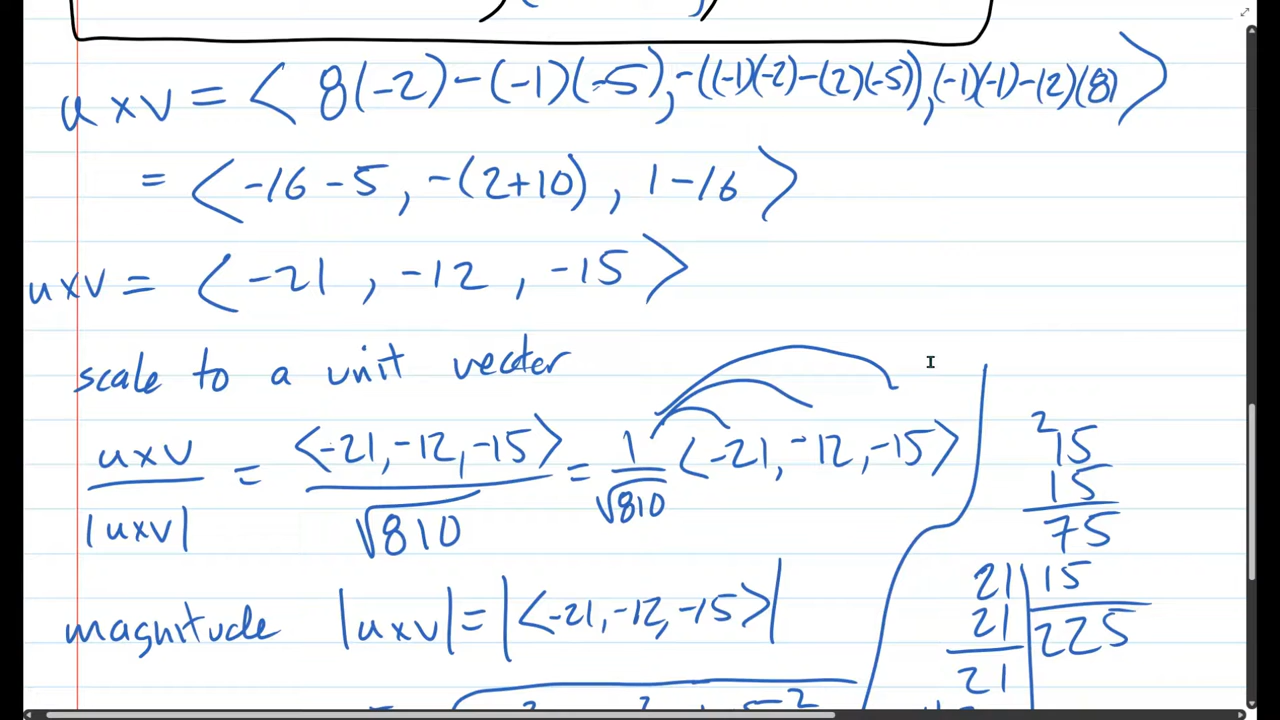 u x v = < 8(-2) - (-1)(-5), -((-1)(-2) - (2)(-5)), (-1)(-1) - (2)(8) >
= < -16 - 5, -(2+10), 1-16 >
u x v = < -21, -12, -15 >
scale to a unit vector
u x v / |u x v| = <-21, -12, -15> / √810 = 1/√810 <-21, -12, -15>
magnitude |u x v| = |<-21, -12, -15>|
2
15
15
75
15
225
21
21
21